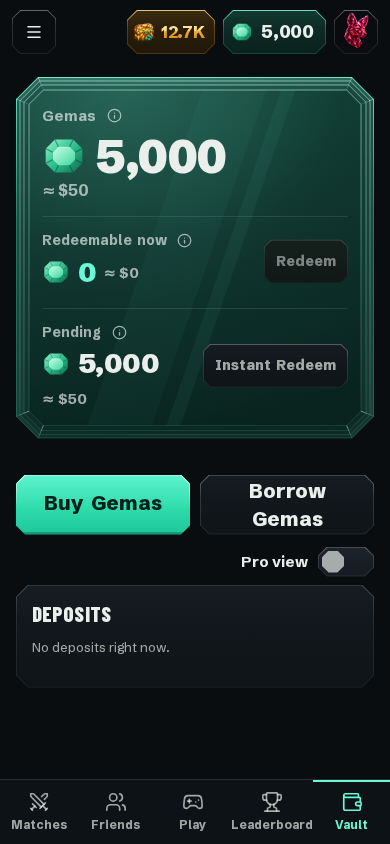 12.7K
5,000
Gemas
5,000
≈ $50
Redeemable now
0 ≈ $0
Redeem
Pending
5,000
≈ $50
Instant Redeem
Buy Gemas
Borrow
Gemas
Pro view
DEPOSITS
No deposits right now.
Matches
Friends
Play
Leaderboard
Vault